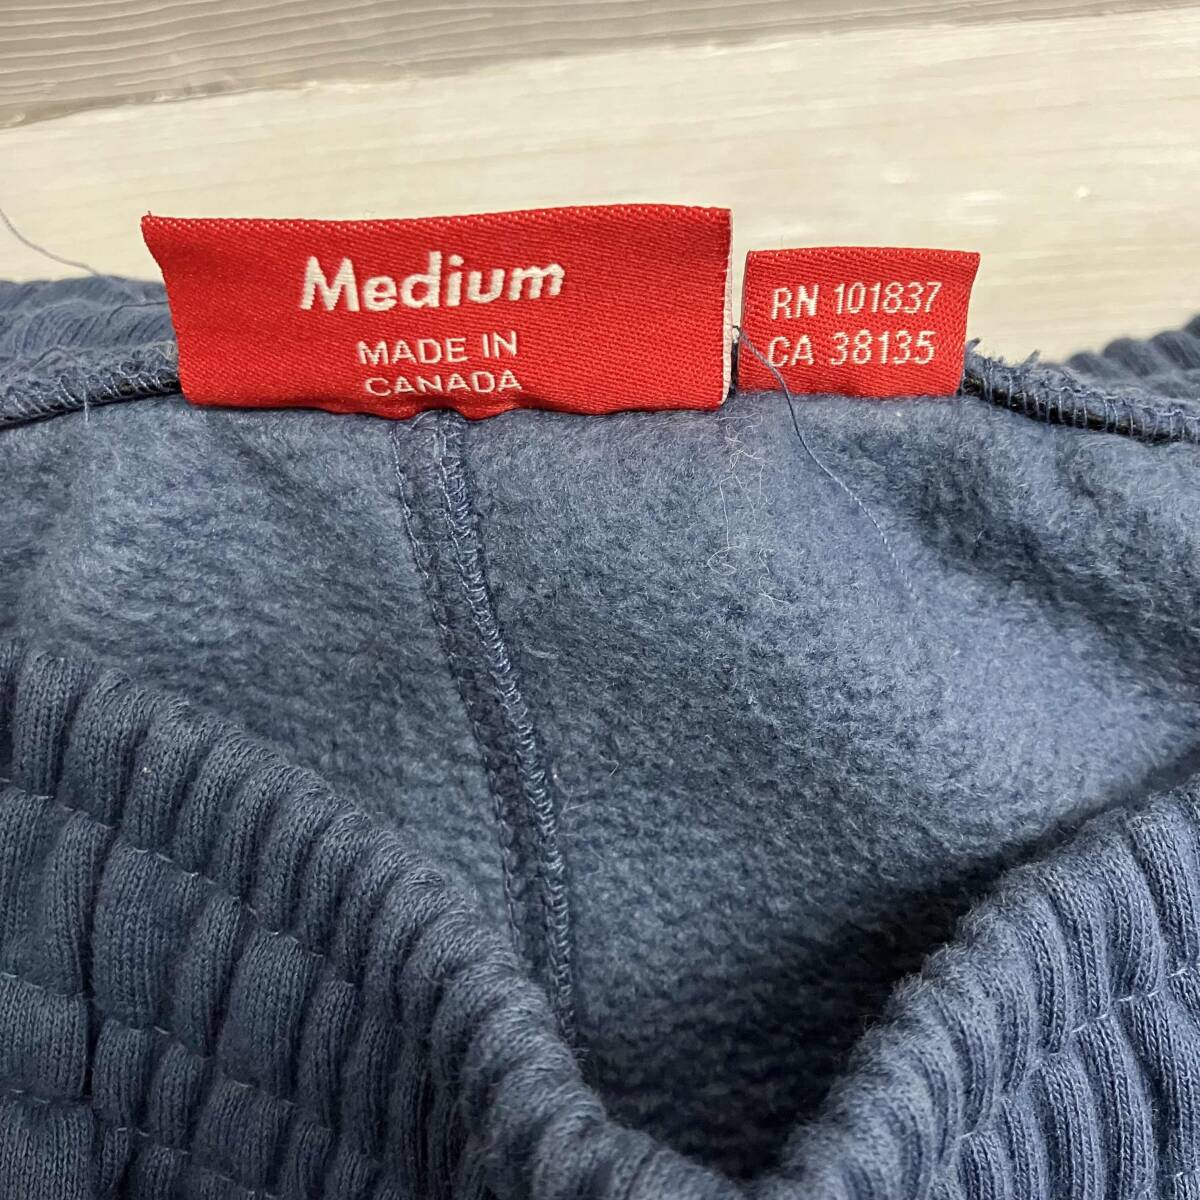 Medium
MADE IN
CANADA
RN 101837
CA 38135